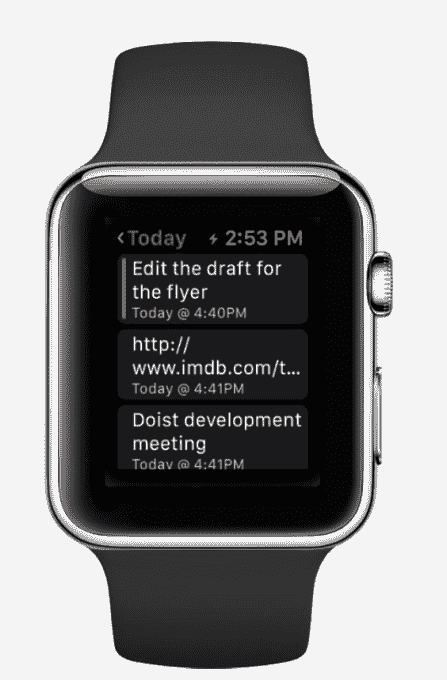 <Today 2:53 PM
Edit the draft for
the flyer
Today @ 4:40PM
http://
www.imdb.com/t...
Today @ 4:41PM
Doist development
meeting
Today @ 4:41PM